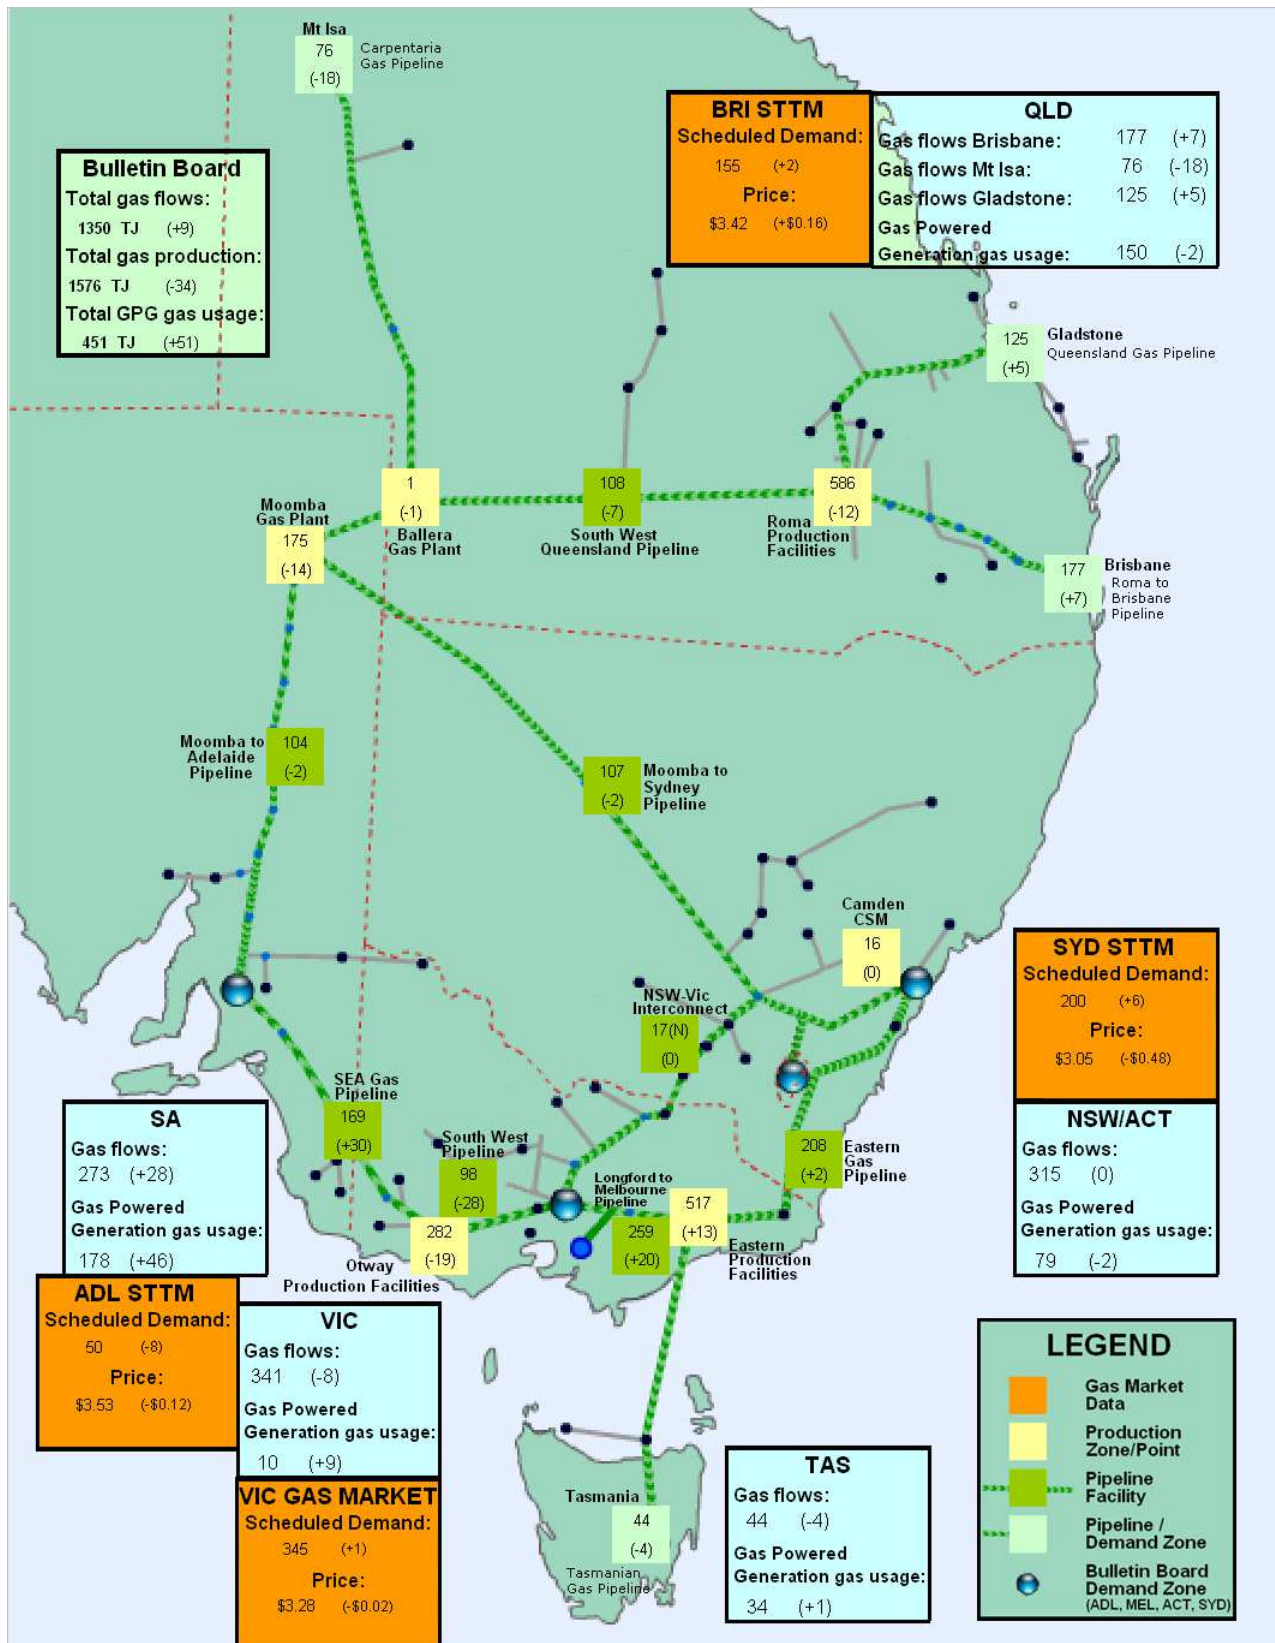 Mt Isa
76
(-18)
Carpentaria
Gas Pipeline
Bulletin Board
Total gas flows:
1350 TJ (+9)
Total gas production:
1576 TJ (-34)
Total GPG gas usage:
451 TJ (+51)
BRI STTM
Scheduled Demand:
155 (+2)
Price:
$3.42 (+$0.16)
QLD
Gas flows Brisbane: 177 (+7)
Gas flows Mt Isa: 76 (-18)
Gas flows Gladstone: 125 (+5)
Gas Powered
Generation gas usage: 150 (-2)
125
(+5)
Gladstone
Queensland Gas Pipeline
Moomba
Gas Plant
175
(-14)
1
(-1)
Ballera
Gas Plant
108
(-7)
South West
Queensland Pipeline
586
(-12)
Roma
Production
Facilities
177
(+7)
Brisbane
Roma to
Brisbane
Pipeline
Moomba to
Adelaide
Pipeline
104
(-2)
107
(-2)
Moomba to
Sydney
Pipeline
Camden
CSM
16
(0)
NSW-Vic
Interconnect
17(N)
(0)
SYD STTM
Scheduled Demand:
200 (+6)
Price:
$3.05 (-$0.48)
NSW/ACT
Gas flows:
315 (0)
Gas Powered
Generation gas usage:
79 (-2)
SEA Gas
Pipeline
169
(+30)
South West
Pipeline
98
(-28)
Longford to
Melbourne
Pipeline
259
(+20)
517
(+13)
Eastern
Production
Facilities
208
(+2)
Eastern
Gas
Pipeline
282
(-19)
Otway
Production Facilities
SA
Gas flows:
273 (+28)
Gas Powered
Generation gas usage:
178 (+46)
ADL STTM
Scheduled Demand:
50 (-8)
Price:
$3.53 (-$0.12)
VIC
Gas flows:
341 (-8)
Gas Powered
Generation gas usage:
10 (+9)
VIC GAS MARKET
Scheduled Demand:
345 (+1)
Price:
$3.28 (-$0.02)
Tasmania
44
(-4)
Tasmanian
Gas Pipeline
TAS
Gas flows:
44 (-4)
Gas Powered
Generation gas usage:
34 (+1)
LEGEND
Gas Market
Data
Production
Zone/Point
Pipeline
Facility
Pipeline /
Demand Zone
Bulletin Board
Demand Zone
(ADL, MEL, ACT, SYD)